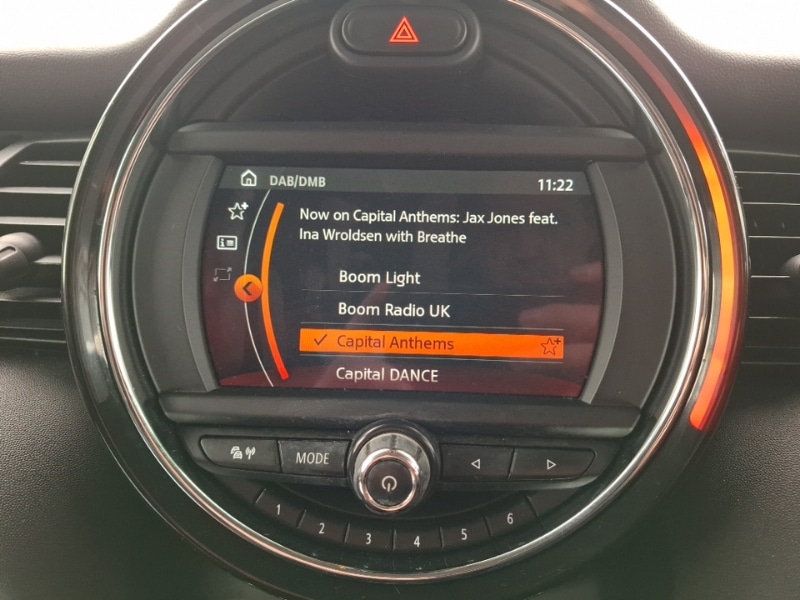 DAB/DMB 11:22
Now on Capital Anthems: Jax Jones feat.
Ina Wroldsen with Breathe
Boom Light
Boom Radio UK
Capital Anthems
Capital DANCE
MODE
1 2 3 4 5 6